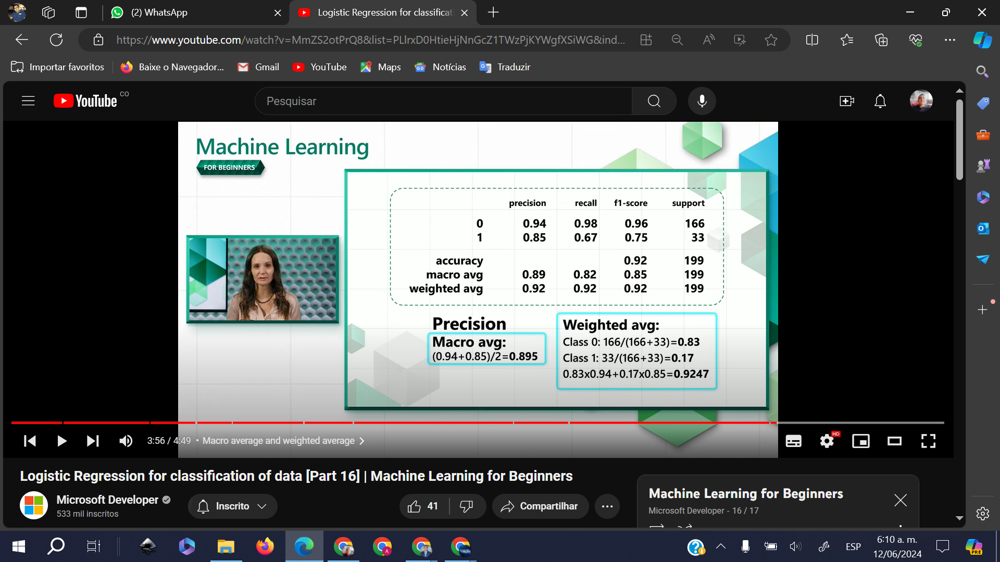 (2) WhatsApp
Logistic Regression for classificati
https://www.youtube.com/watch?v=MmZS2otPrQ8&list=PLlrxD0HtieHjNnGcZ1TWzPjKYWgfXSiWG&ind...
Importar favoritos
Baixe o Navegador...
Gmail
YouTube
Maps
Notícias
Traduzir
YouTube CO
Pesquisar
Machine Learning
FOR BEGINNERS
precision recall f1-score support
0 0.94 0.98 0.96 166
1 0.85 0.67 0.75 33
accuracy 0.92 199
macro avg 0.89 0.82 0.85 199
weighted avg 0.92 0.92 0.92 199
Precision
Macro avg:
(0.94+0.85)/2=0.895
Weighted avg:
Class 0: 166/(166+33)=0.83
Class 1: 33/(166+33)=0.17
0.83x0.94+0.17x0.85=0.9247
3:56 / 4:49 • Macro average and weighted average
HD
Logistic Regression for classification of data [Part 16] | Machine Learning for Beginners
Microsoft Developer
533 mil inscritos
Inscrito
41
Compartilhar
Machine Learning for Beginners
Microsoft Developer - 16 / 17
ESP
6:10 a. m.
12/06/2024
PRE